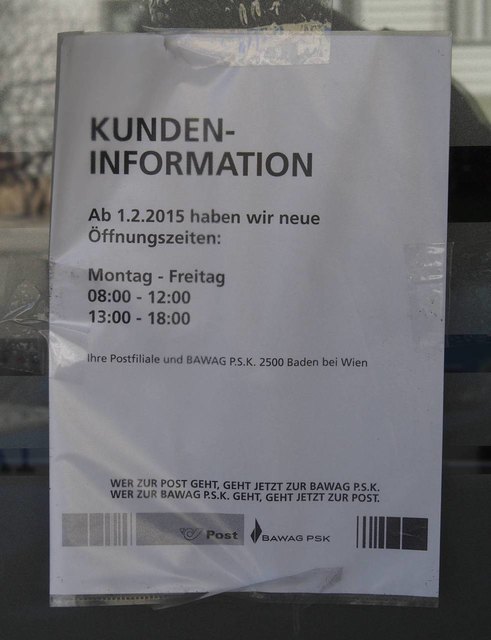 KUNDEN-
INFORMATION
Ab 1.2.2015 haben wir neue
Öffnungszeiten:
Montag - Freitag
08:00 - 12:00
13:00 - 18:00
Ihre Postfiliale und BAWAG P.S.K. 2500 Baden bei Wien
WER ZUR POST GEHT, GEHT JETZT ZUR BAWAG P.S.K.
WER ZUR BAWAG P.S.K. GEHT, GEHT JETZT ZUR POST.
Post BAWAG PSK